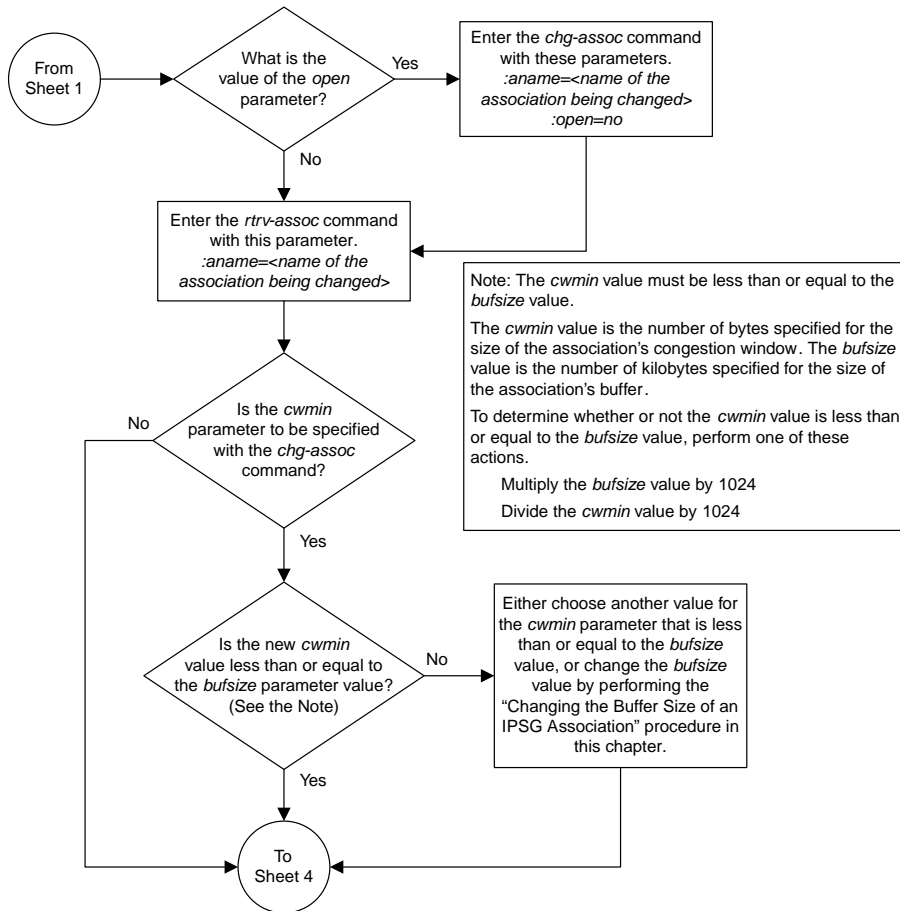 From
Sheet 1
What is the
value of the open
parameter?
Yes
Enter the chg-assoc command
with these parameters.
:aname=<name of the
association being changed>
:open=no
No
Enter the rtrv-assoc command
with this parameter.
:aname=<name of the
association being changed>
Note: The cwmin value must be less than or equal to the
bufsize value.
The cwmin value is the number of bytes specified for the
size of the association's congestion window. The bufsize
value is the number of kilobytes specified for the size of
the association's buffer.
To determine whether or not the cwmin value is less than
or equal to the bufsize value, perform one of these
actions.
Multiply the bufsize value by 1024
Divide the cwmin value by 1024
No
Is the cwmin
parameter to be specified
with the chg-assoc
command?
Yes
Is the new cwmin
value less than or equal to
the bufsize parameter value?
(See the Note)
No
Either choose another value for
the cwmin parameter that is less
than or equal to the bufsize
value, or change the bufsize
value by performing the
“Changing the Buffer Size of an
IPSG Association” procedure in
this chapter.
Yes
To
Sheet 4